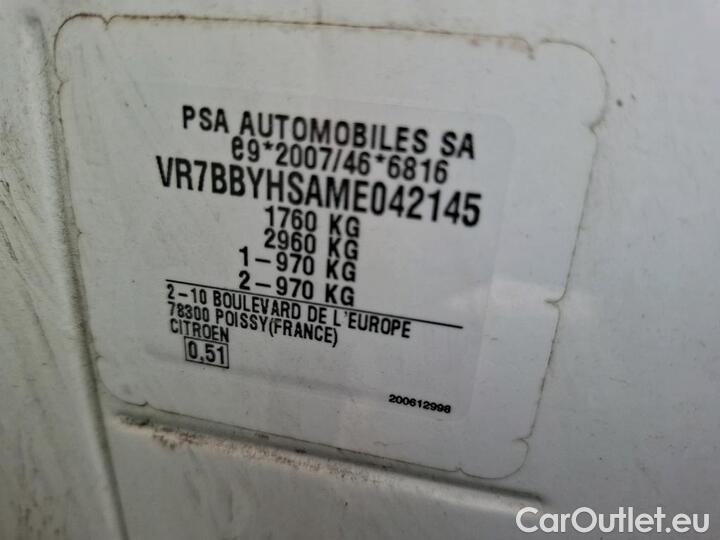 PSA AUTOMOBILES SA
e9*2007/46*6816
VR7BBYHSAME042145
1760 KG
2960 KG
1-970 KG
2-970 KG
2-10 BOULEVARD DE L'EUROPE
78300 POISSY(FRANCE)
CITROEN
0.51
200612998
CarOutlet.eu